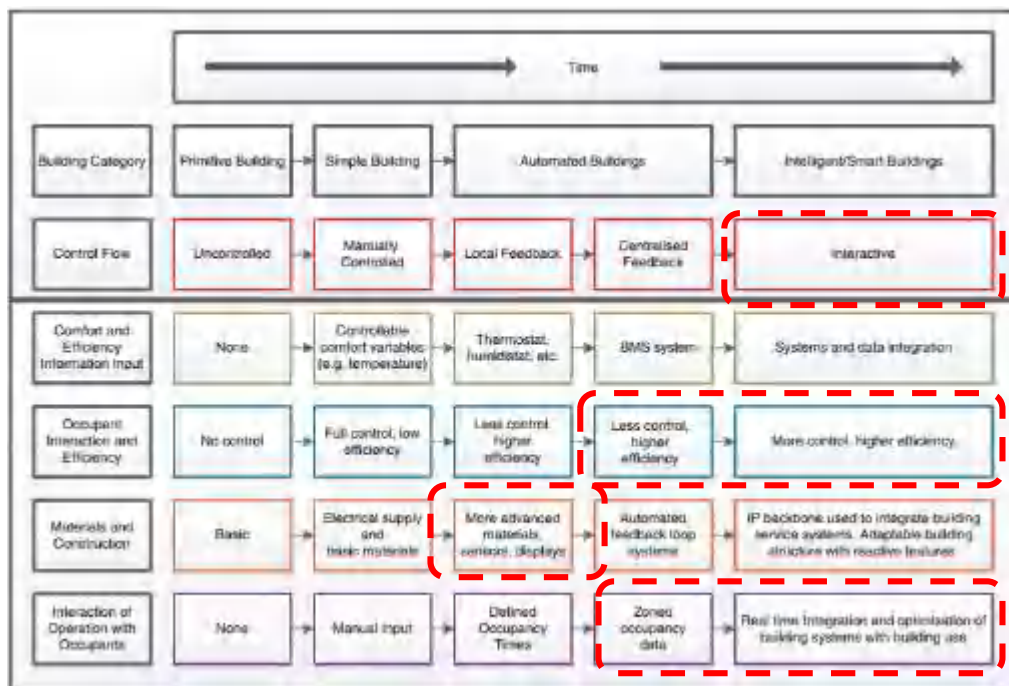 Time
Building Category
Primitive Building
Simple Building
Automated Buildings
Intelligent/Smart Buildings
Control Flow
Uncontrolled
Manually
Controlled
Local Feedback
Centralised
Feedback
Interactive
Comfort and
Efficiency
Information Input
None
Controllable
comfort variables
(e.g. temperature)
Thermostat,
humidistat, etc.
BMS system
Systems and data integration
Occupant
Interaction and
Efficiency
No control
Full control, low
efficiency
Less control
higher
efficiency
Less control,
higher
efficiency
More control, higher efficiency
Materials and
Construction
Basic
Electrical supply
and
basic materials
More advanced
materials,
displays
Automated
feedback loop
systems
IP backbone used to integrate building
service systems. Adaptable building
structure with reactive features
Interaction of
Operation with
Occupants
None
Manual Input
Defined
Occupancy
Times
Zoned
occupancy
data
Real time integration and optimisation of
building systems with building use